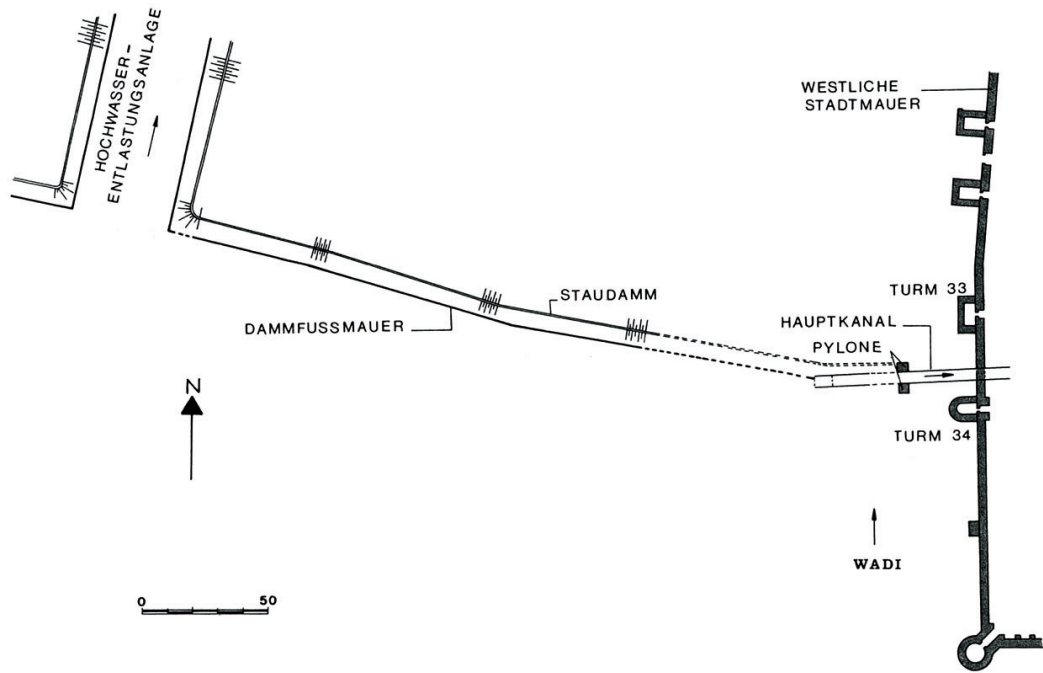 HOCHWASSER-
ENTLASTUNGSANLAGE
WESTLICHE
STADTMAUER
TURM 33
STAUDAMM
HAUPTKANAL
DAMMFUSSMAUER
PYLONE
N
TURM 34
WADI
0 50